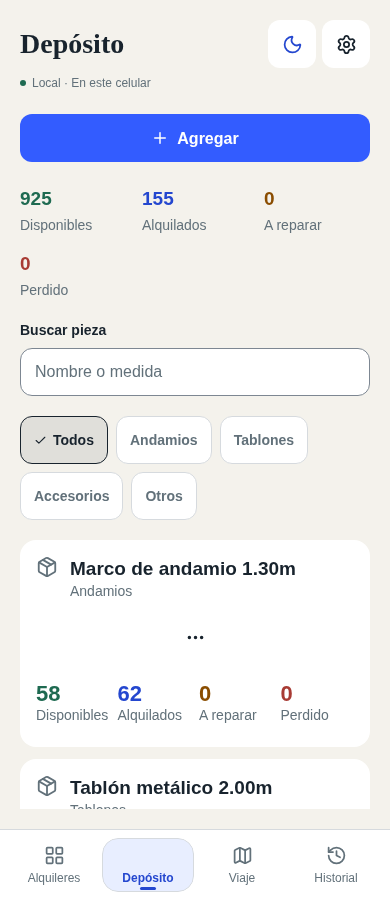 Depósito
Local · En este celular
Agregar
925 155 0
Disponibles Alquilados A reparar
0
Perdido
Buscar pieza
Nombre o medida
Todos Andamios Tablones
Accesorios Otros
Marco de andamio 1.30m
Andamios
...
58 62 0 0
Disponibles Alquilados A reparar Perdido
Tablón metálico 2.00m
Tablones
Alquileres Depósito Viaje Historial